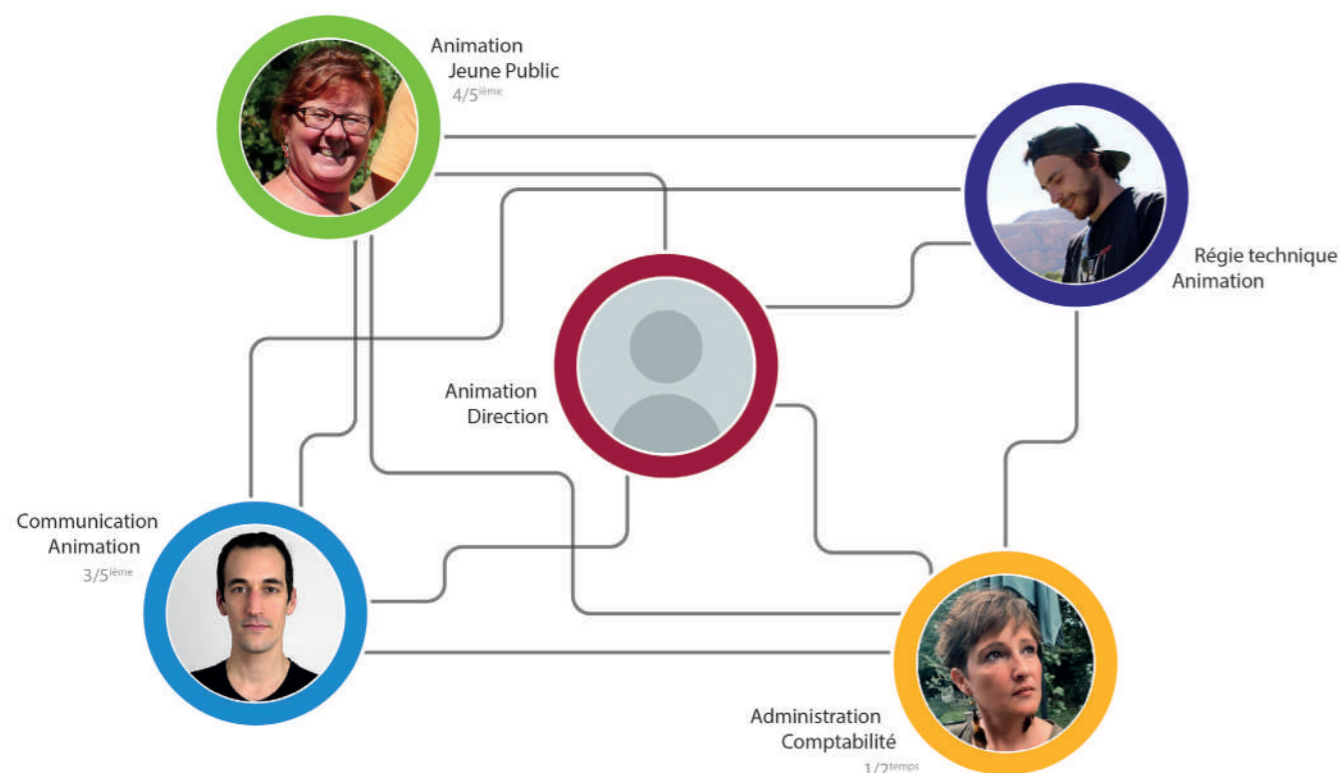 Animation
Jeune Public
4/5ième
Régie technique
Animation
Animation
Direction
Communication
Animation
3/5ième
Administration
Comptabilité
1/2temps